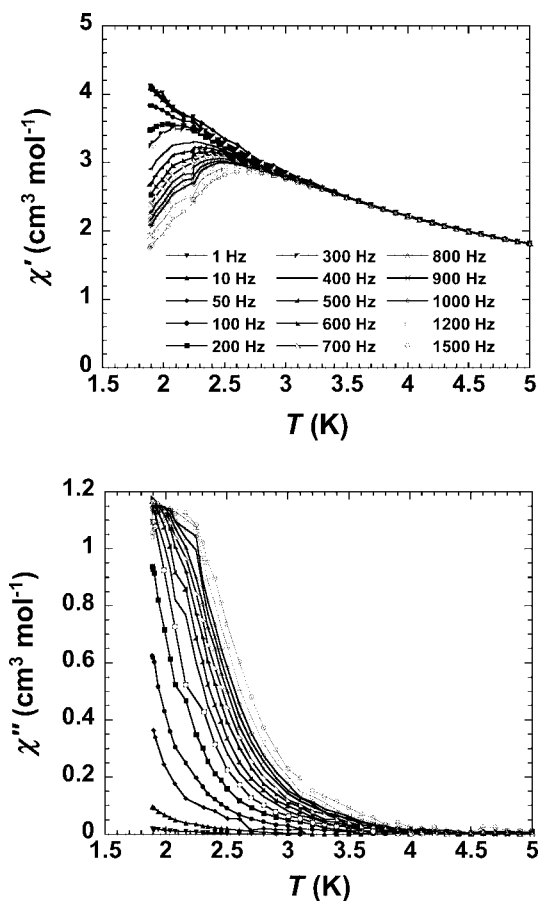 5
4
3
2
1
0
χ′ (cm³ mol⁻¹)
1 Hz 300 Hz 800 Hz
10 Hz 400 Hz 900 Hz
50 Hz 500 Hz 1000 Hz
100 Hz 600 Hz 1200 Hz
200 Hz 700 Hz 1500 Hz
1.5 2 2.5 3 3.5 4 4.5 5
T (K)
1.2
1
0.8
0.6
0.4
0.2
0
χ″ (cm³ mol⁻¹)
1.5 2 2.5 3 3.5 4 4.5 5
T (K)